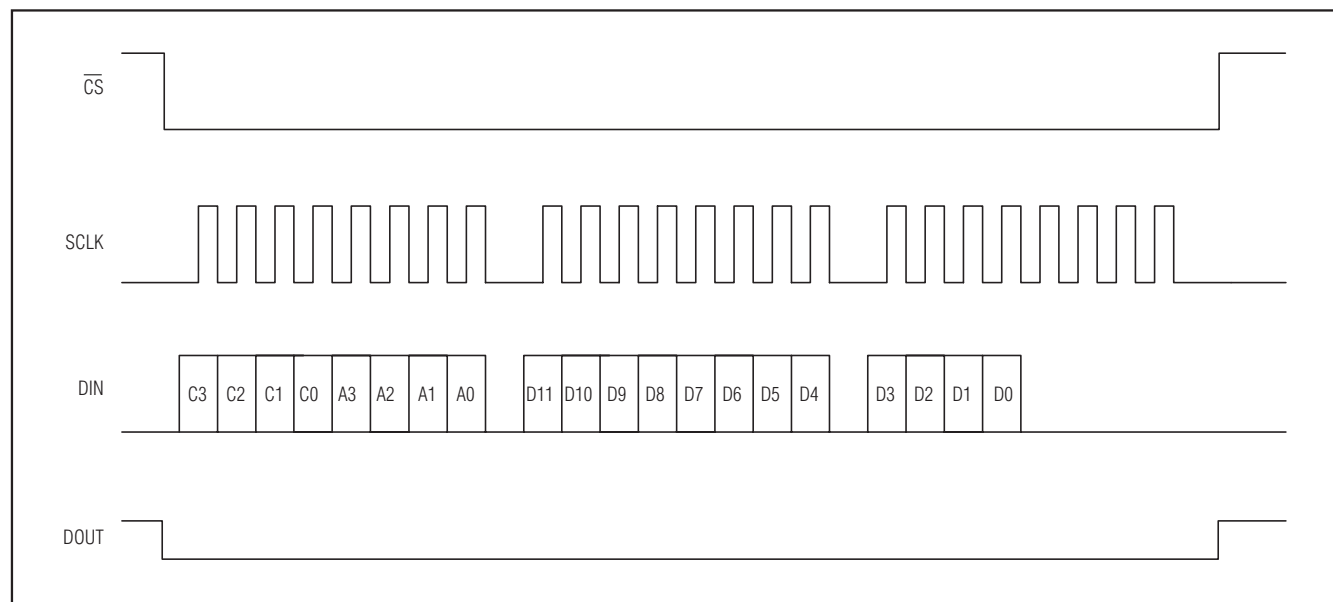 CS
SCLK
DIN
C3 C2 C1 C0 A3 A2 A1 A0 D11 D10 D9 D8 D7 D6 D5 D4 D3 D2 D1 D0
DOUT